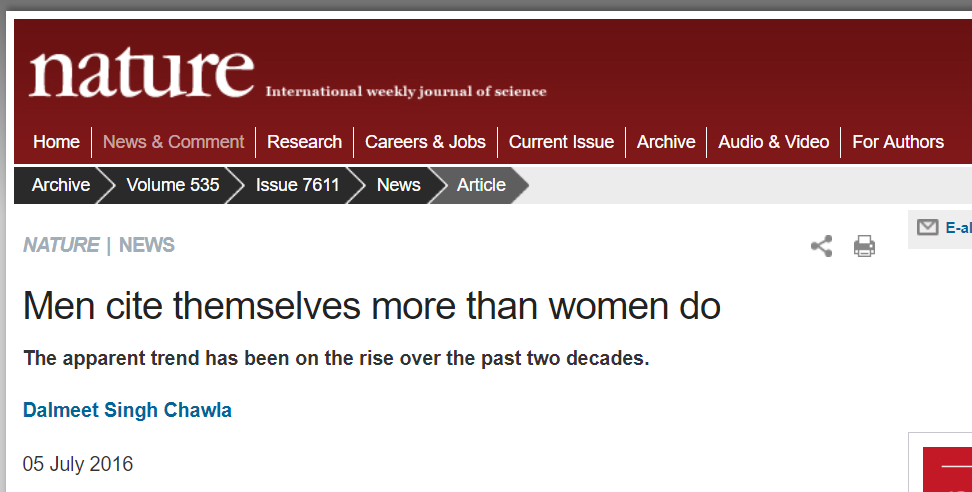 nature International weekly journal of science
Home News & Comment Research Careers & Jobs Current Issue Archive Audio & Video For Authors
Archive Volume 535 Issue 7611 News Article
NATURE | NEWS
Men cite themselves more than women do
The apparent trend has been on the rise over the past two decades.
Dalmeet Singh Chawla
05 July 2016